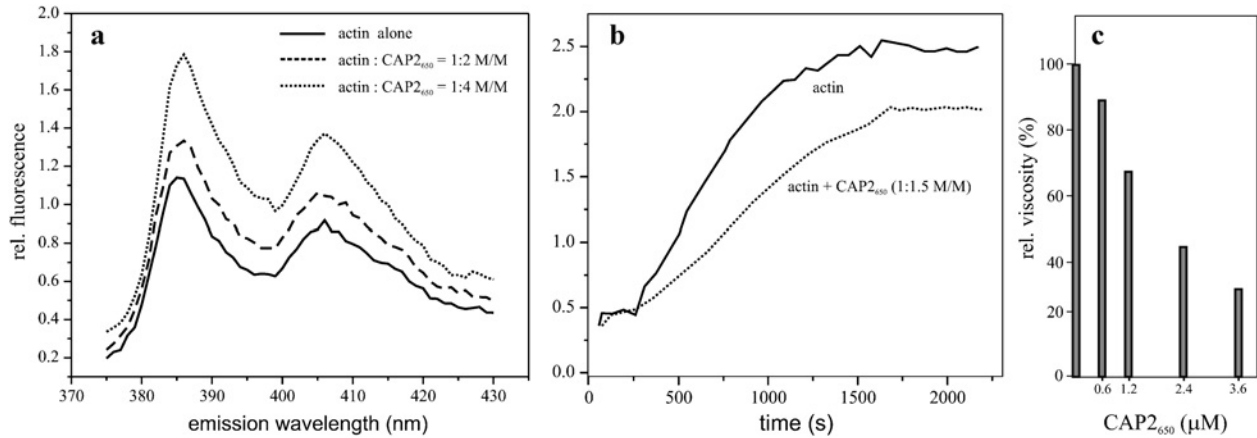 a
actin alone
actin : CAP2₆₅₀ = 1:2 M/M
actin : CAP2₆₅₀ = 1:4 M/M
rel. fluorescence
2.0
1.8
1.6
1.4
1.2
1.0
0.8
0.6
0.4
0.2
370 380 390 400 410 420 430
emission wavelength (nm)
b
2.5
2.0
1.5
1.0
0.5
0.0
actin
actin + CAP2₆₅₀ (1:1.5 M/M)
0 500 1000 1500 2000
time (s)
c
rel. viscosity (%)
100
80
60
40
20
0
0.6 1.2 2.4 3.6
CAP2₆₅₀ (µM)